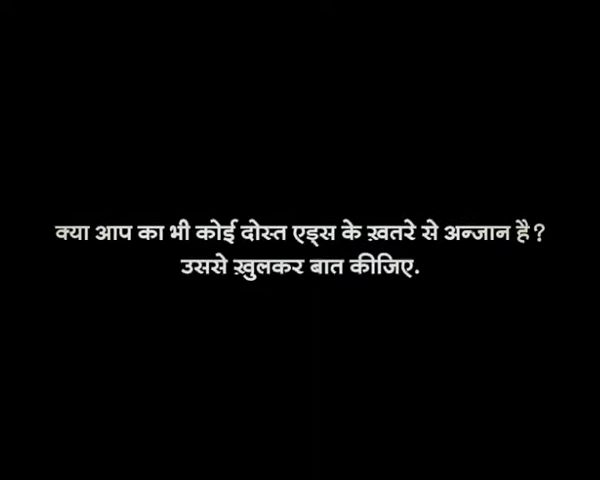 क्या आप का भी कोई दोस्त एड्स के ख़तरे से अन्जान है?
उससे ख़ुलकर बात कीजिए.